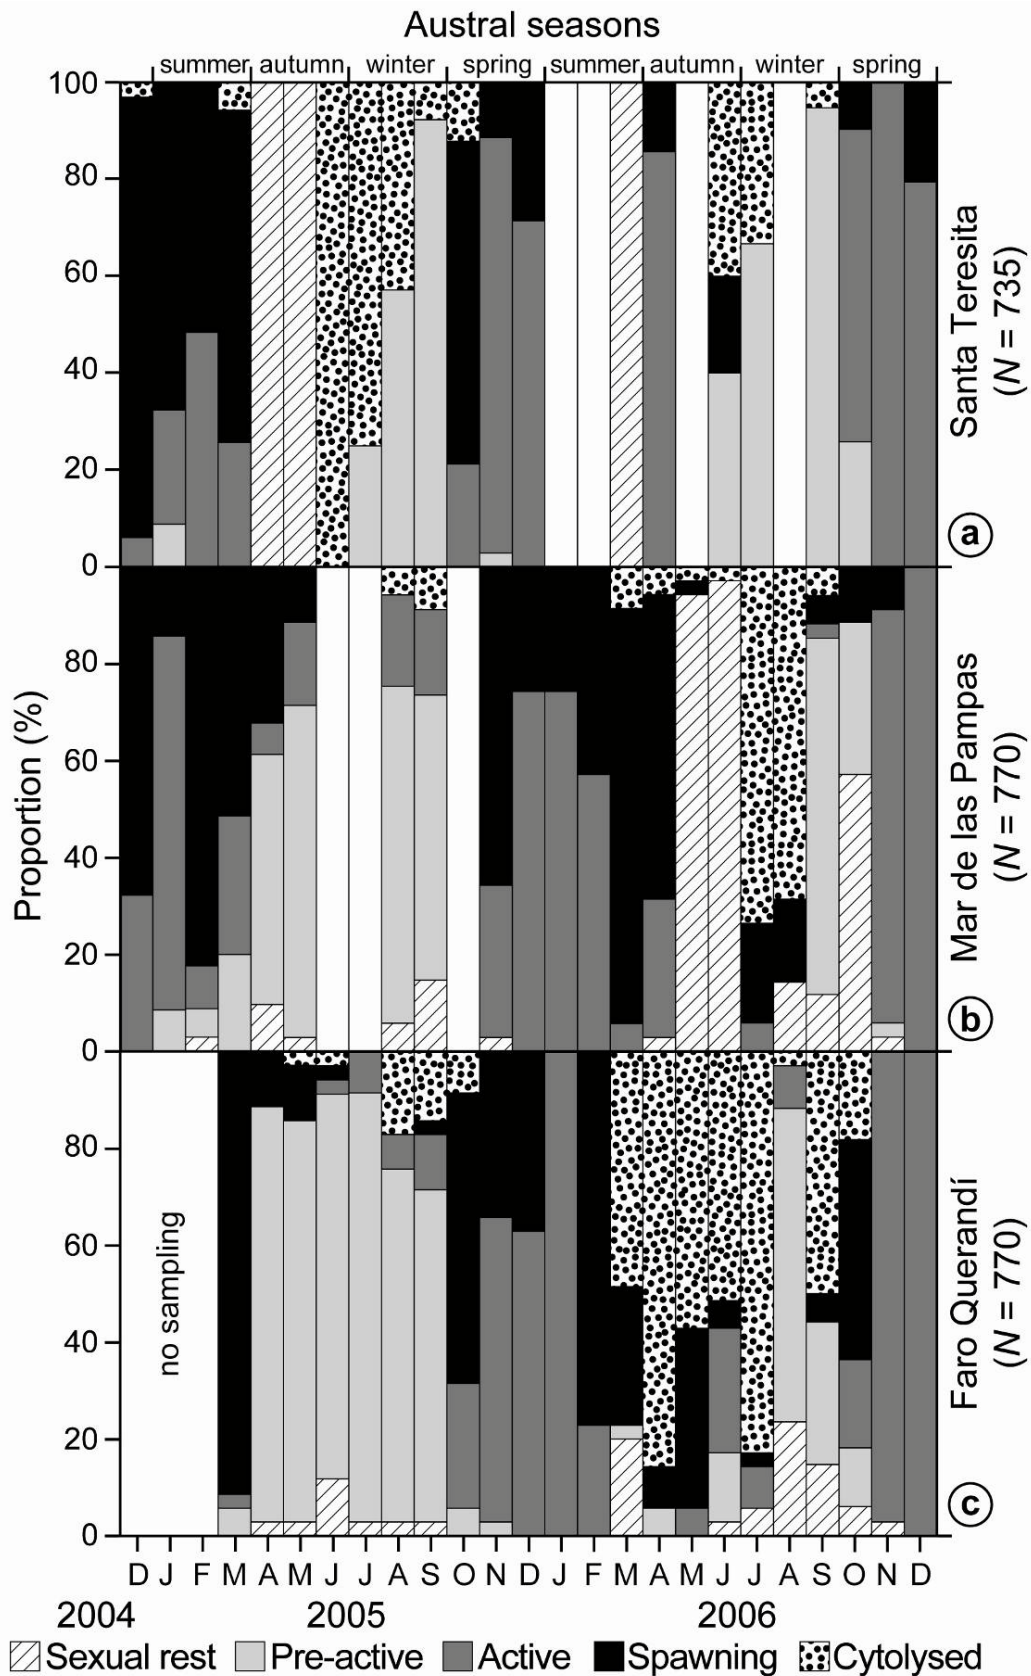 Austral seasons
summer autumn winter spring summer autumn winter spring
100
80
60
40
20
0
Santa Teresita
(N = 735)
a
80
60
40
20
0
Mar de las Pampas
(N = 770)
b
Proportion (%)
no sampling
80
60
40
20
0
Faro Querandí
(N = 770)
c
D J F M A M J J A S O N D J F M A M J J A S O N D
2004 2005 2006
Sexual rest Pre-active Active Spawning Cytolysed